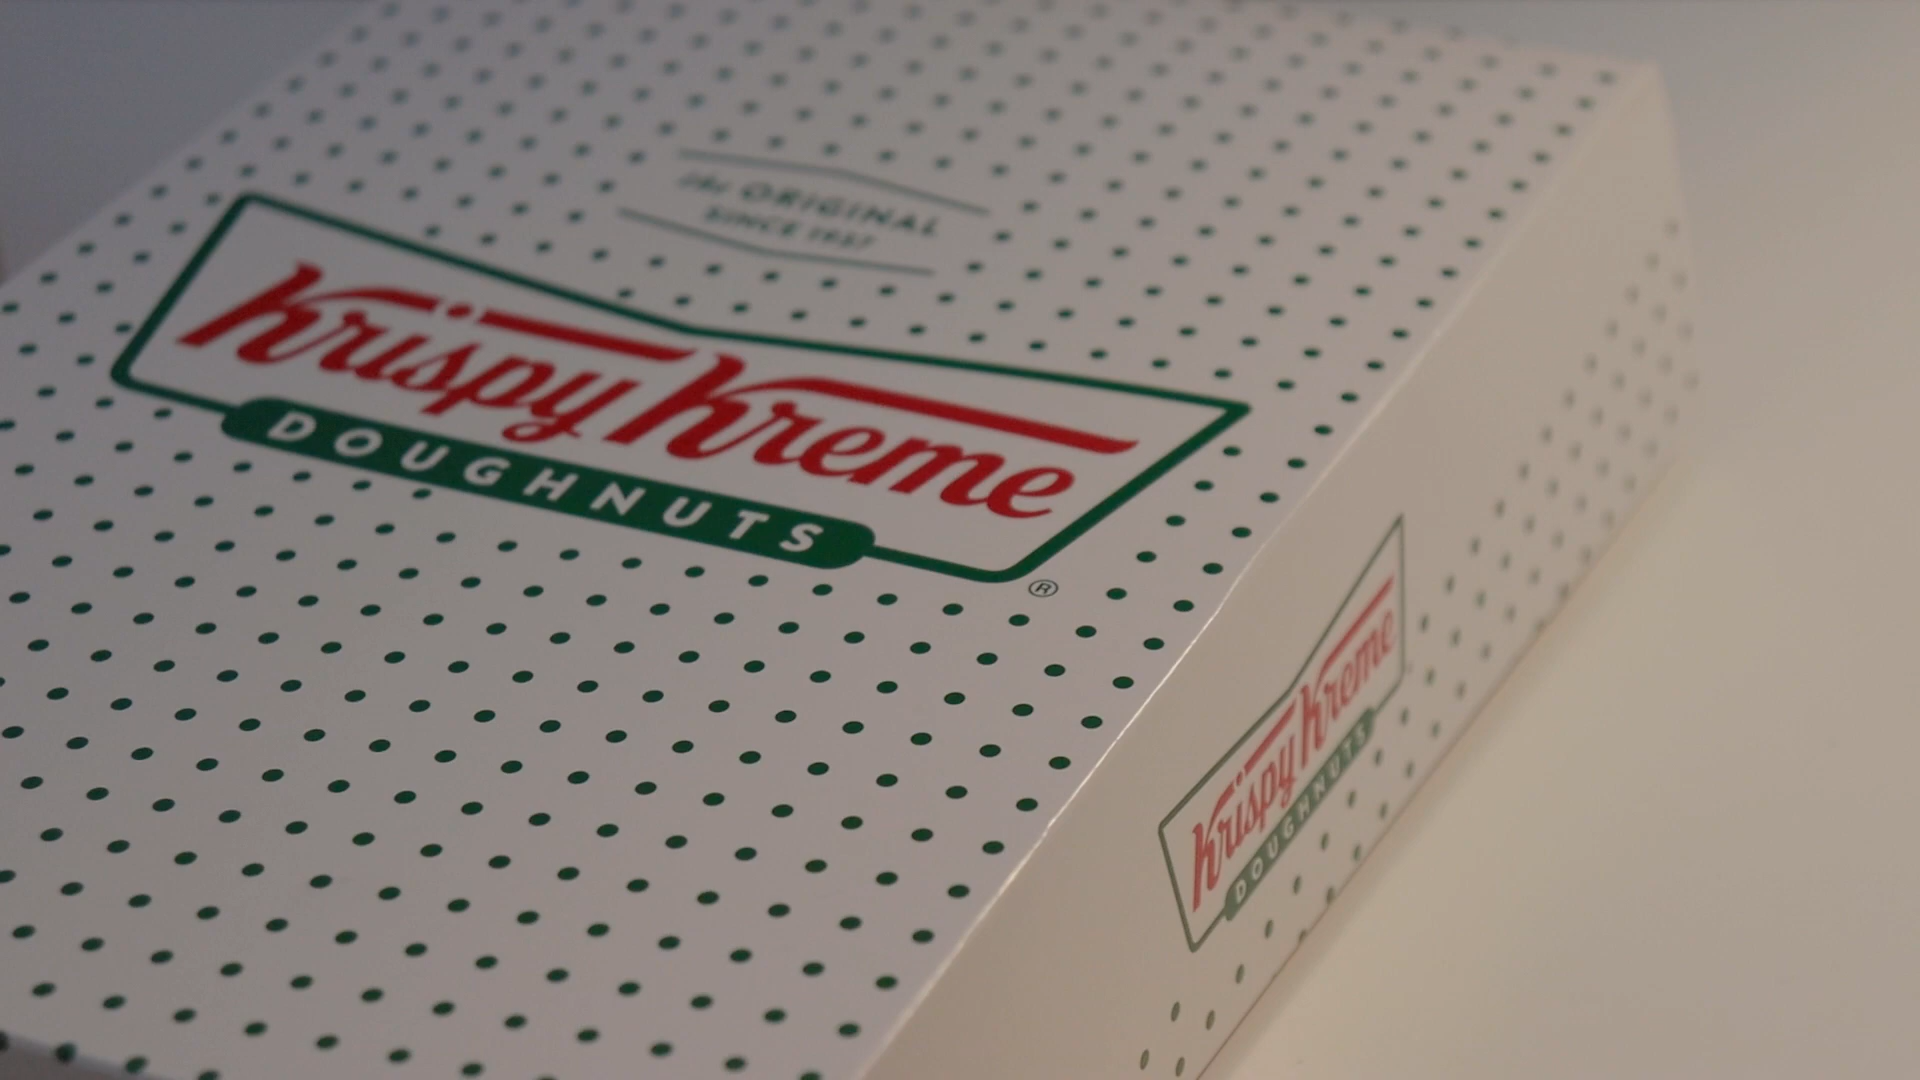 the ORIGINAL
SINCE 1937
Krispy Kreme
DOUGHNUTS
®
Krispy Kreme
DOUGHNUTS